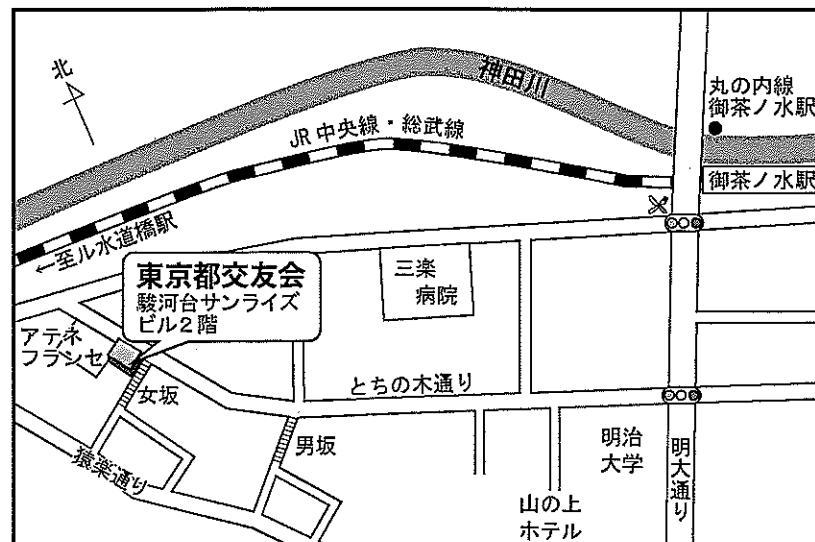 北
神田川
丸の内線
御茶ノ水駅
JR中央線・総武線
御茶ノ水駅
←至ル水道橋駅
東京都交友会
駿河台サンライズ
ビル2階
三楽
病院
アテネ
フランセ
女坂
とちの木通り
男坂
猿楽通り
明治
大学
明大通り
山の上
ホテル